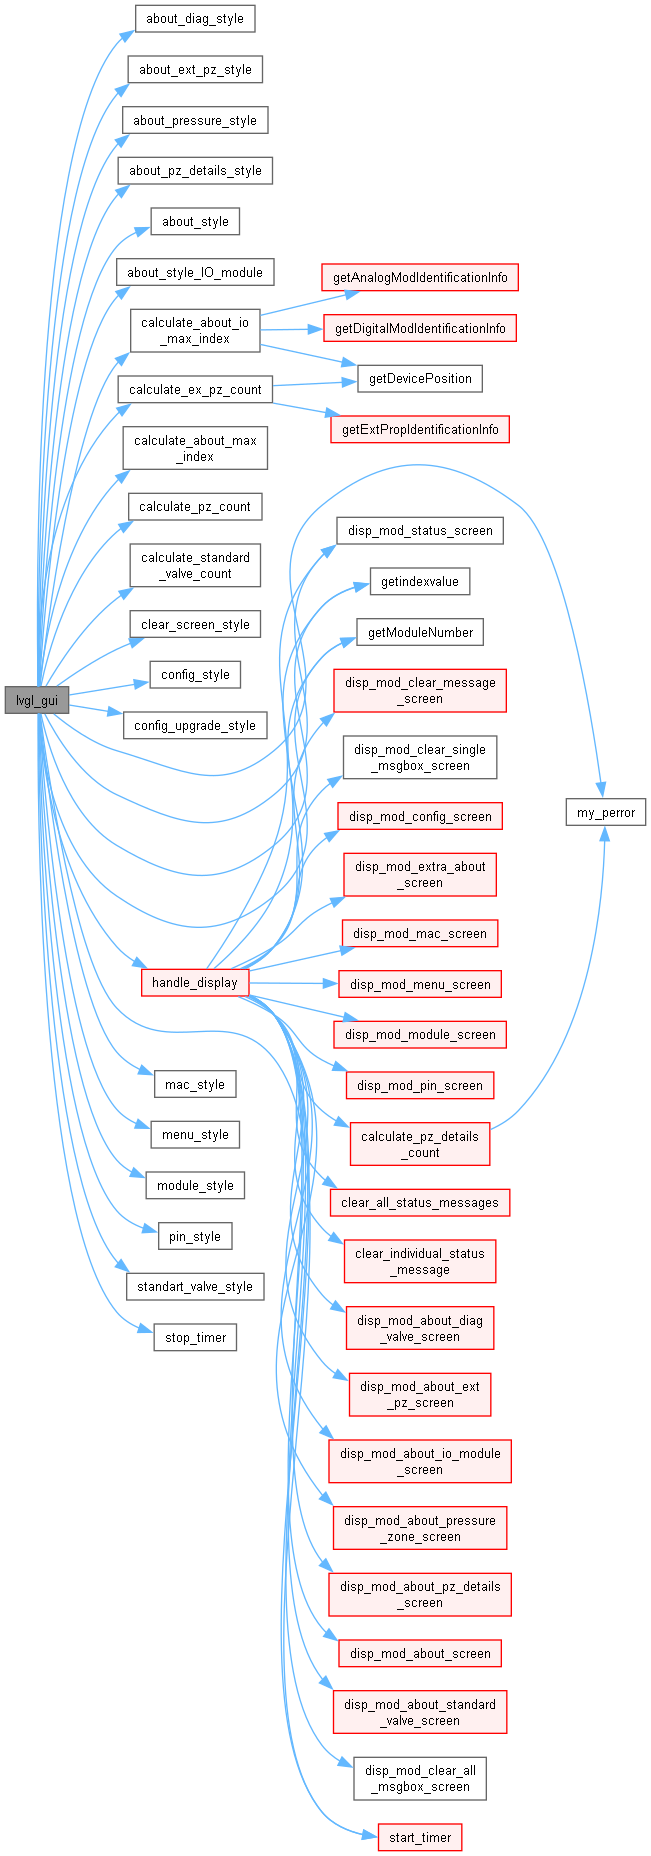 about_diag_style
about_ext_pz_style
about_pressure_style
about_pz_details_style
about_style
about_style_IO_module
calculate_about_io
_max_index
calculate_ex_pz_count
calculate_about_max
_index
calculate_pz_count
calculate_standard
_valve_count
clear_screen_style
config_style
config_upgrade_style
lvgl_gui
handle_display
mac_style
menu_style
module_style
pin_style
standart_valve_style
stop_timer
getAnalogModIdentificationInfo
getDigitalModIdentificationInfo
getDevicePosition
getExtPropIdentificationInfo
disp_mod_status_screen
getindexvalue
getModuleNumber
disp_mod_clear_message
_screen
disp_mod_clear_single
_msgbox_screen
disp_mod_config_screen
disp_mod_extra_about
_screen
disp_mod_mac_screen
disp_mod_menu_screen
disp_mod_module_screen
disp_mod_pin_screen
calculate_pz_details
_count
clear_all_status_messages
clear_individual_status
_message
disp_mod_about_diag
_valve_screen
disp_mod_about_ext
_pz_screen
disp_mod_about_io_module
_screen
disp_mod_about_pressure
_zone_screen
disp_mod_about_pz_details
_screen
disp_mod_about_screen
disp_mod_about_standard
_valve_screen
disp_mod_clear_all
_msgbox_screen
start_timer
my_perror